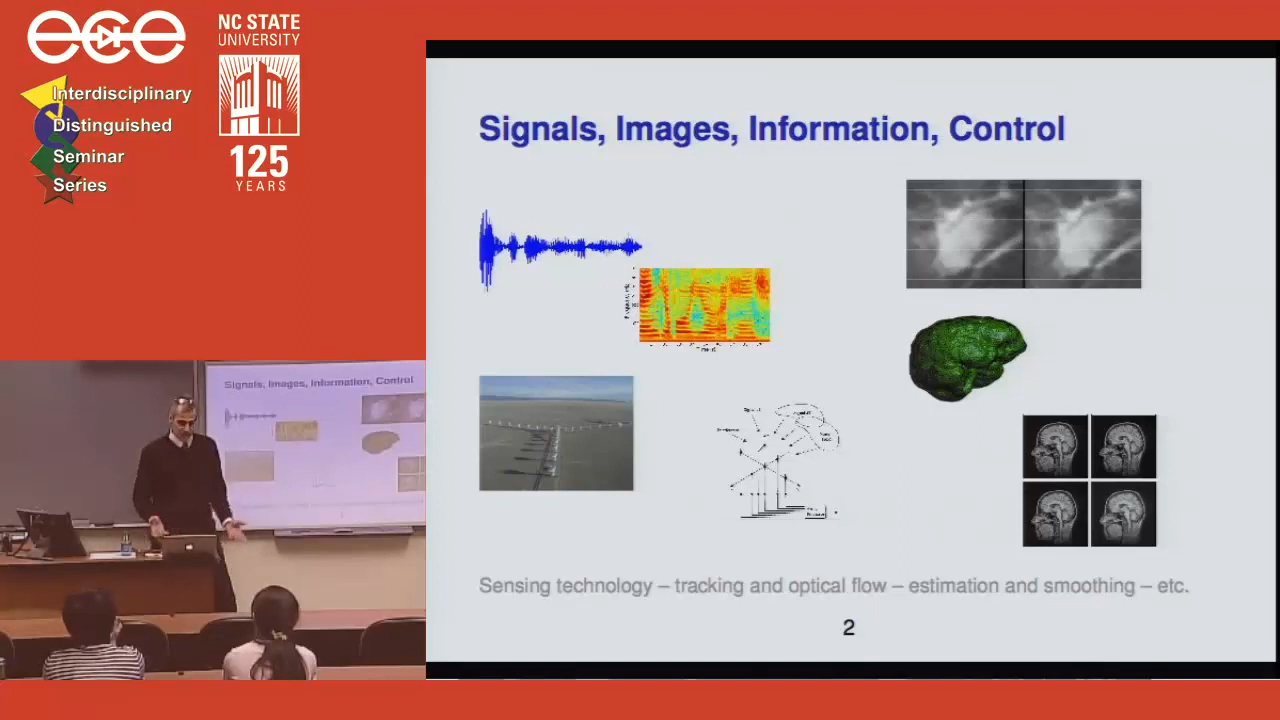 ece
NC STATE
UNIVERSITY
Interdisciplinary
Distinguished
Seminar
Series
125
YEARS
Signals, Images, Information, Control
Signals, Images, Information, Control
Sensing technology – tracking and optical flow – estimation and smoothing – etc.
2